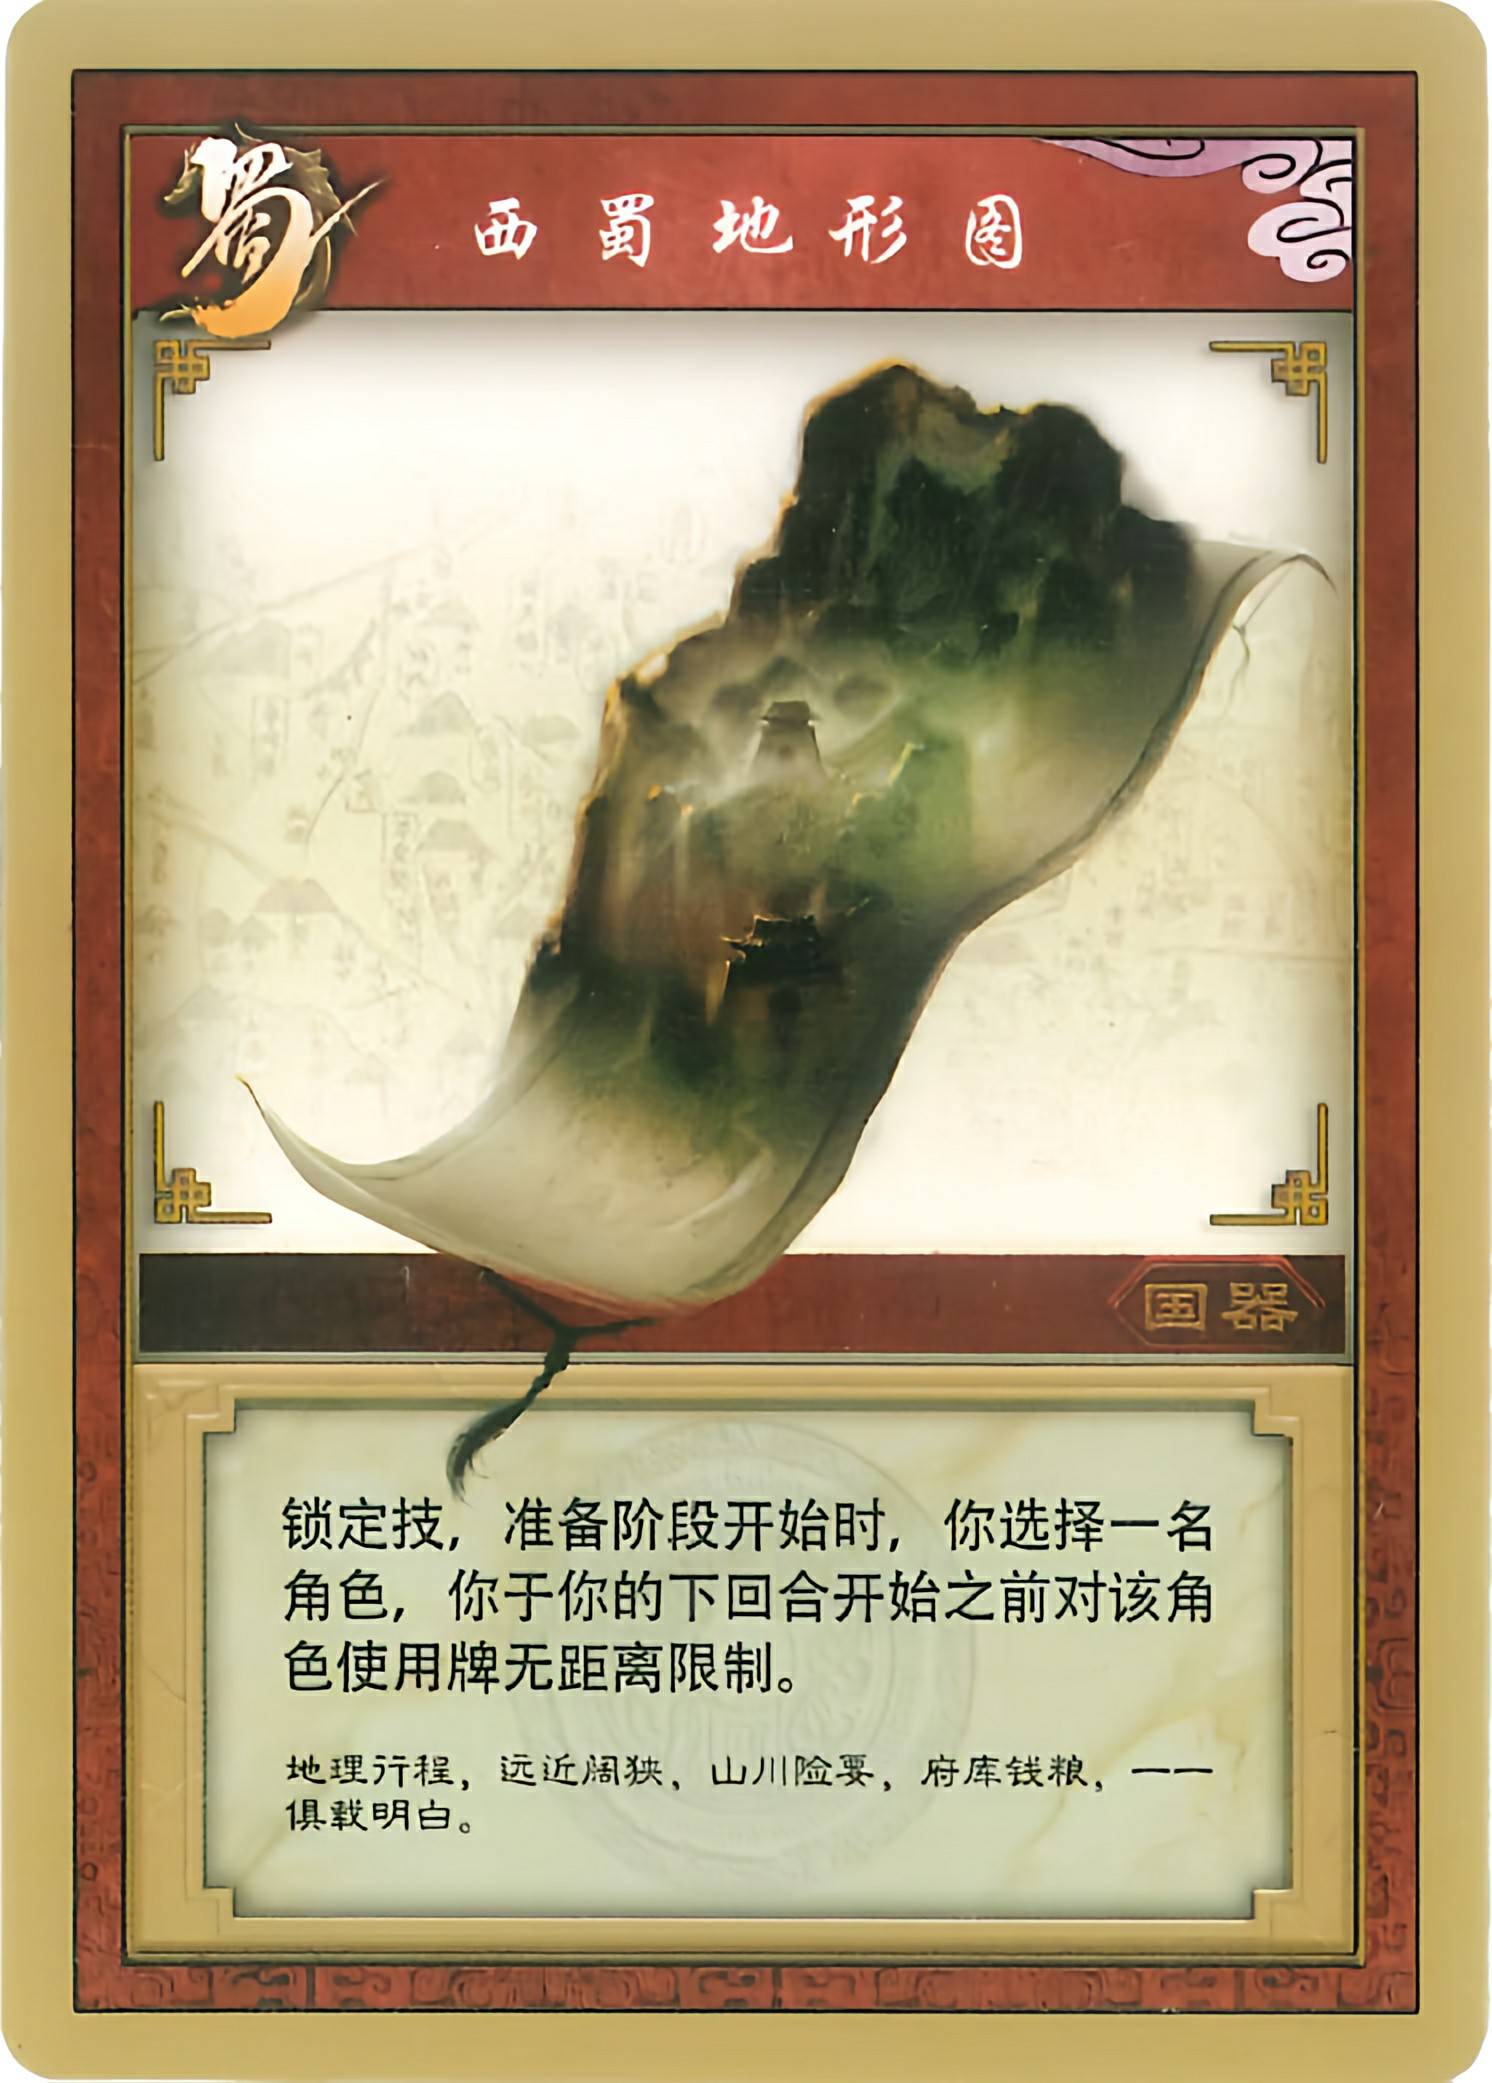 蜀
西蜀地形图
国器
锁定技，准备阶段开始时，你选择一名
角色，你于你的下回合开始之前对该角
色使用牌无距离限制。
地理行程，远近阔狭，山川险要，府库钱粮，一一
俱载明白。